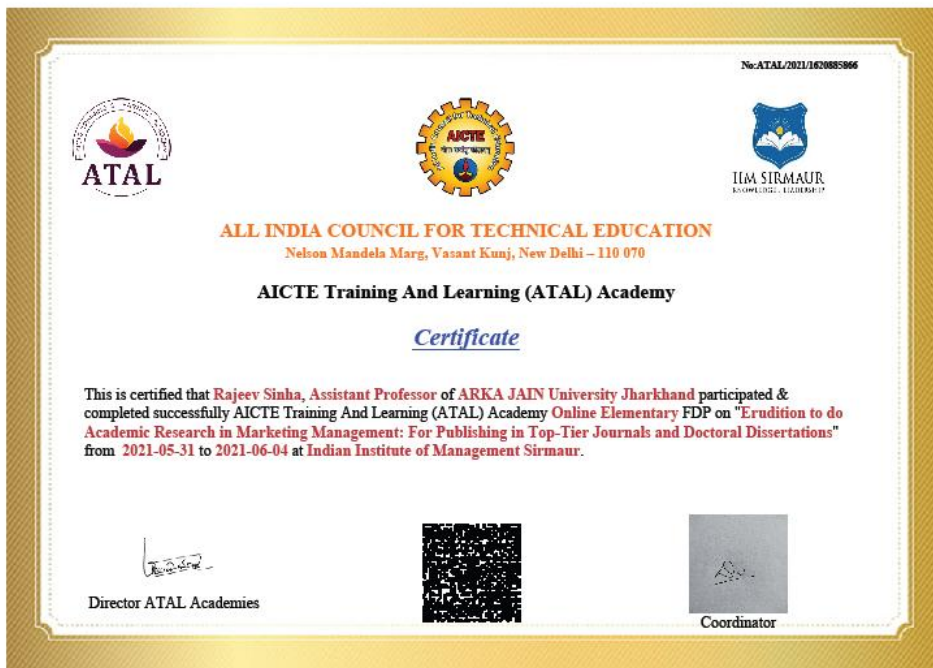 No:ATAL/2021/1620885866
ATAL
AICTE
IIM SIRMAUR
ALL INDIA COUNCIL FOR TECHNICAL EDUCATION
Nelson Mandela Marg, Vasant Kunj, New Delhi – 110 070
AICTE Training And Learning (ATAL) Academy
Certificate
This is certified that Rajeev Sinha, Assistant Professor of ARKA JAIN University Jharkhand participated &
completed successfully AICTE Training And Learning (ATAL) Academy Online Elementary FDP on "Erudition to do
Academic Research in Marketing Management: For Publishing in Top-Tier Journals and Doctoral Dissertations"
from 2021-05-31 to 2021-06-04 at Indian Institute of Management Sirmaur.
Director ATAL Academies
Coordinator